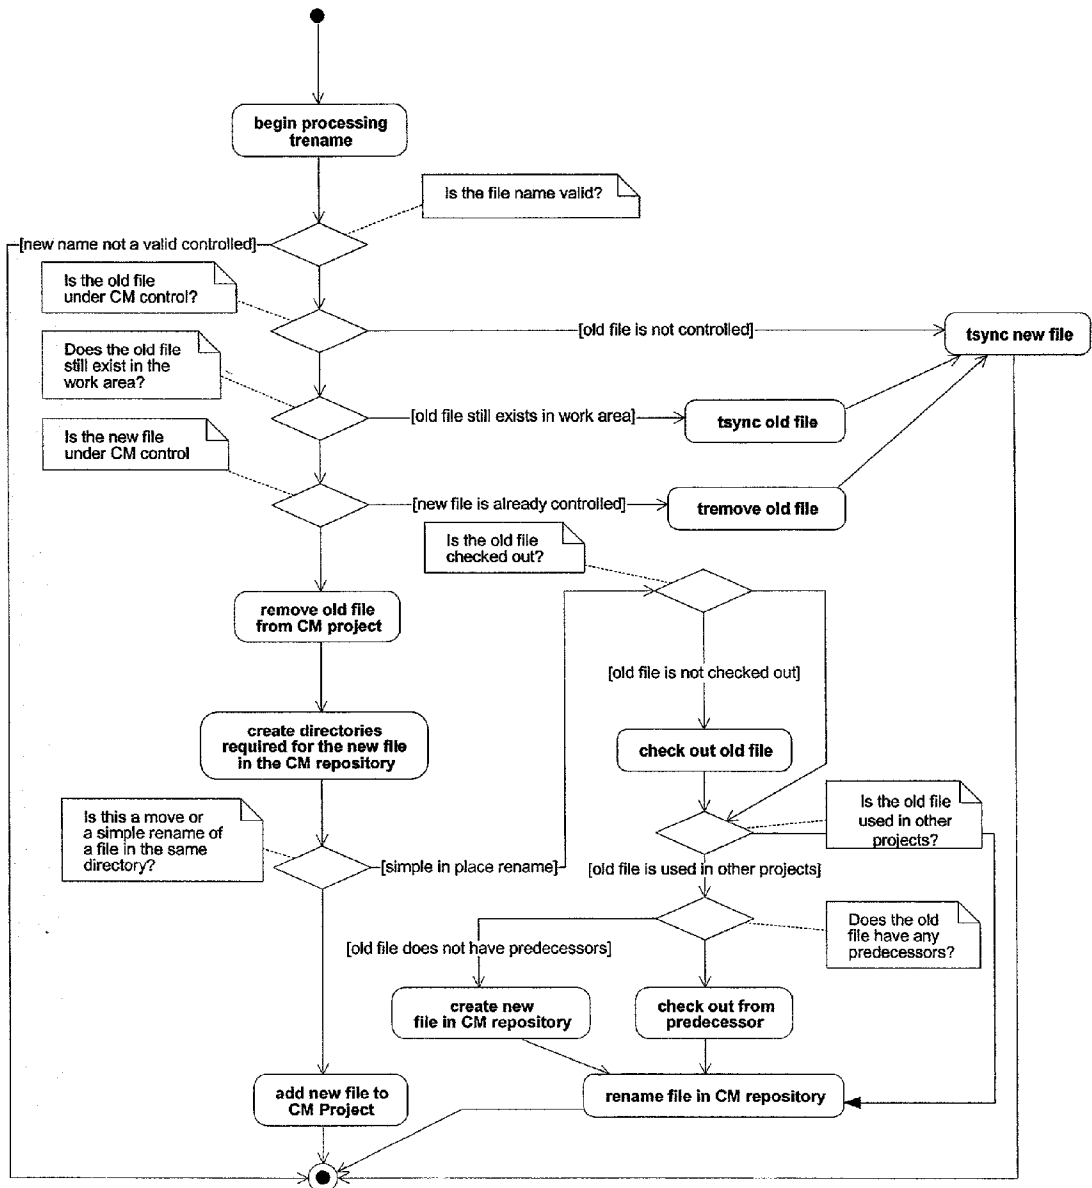 begin processing
trename
Is the file name valid?
[new name not a valid controlled]
Is the old file
under CM control?
[old file is not controlled]
tsync new file
Does the old file
still exist in the
work area?
[old file still exists in work area]
tsync old file
Is the new file
under CM control
[new file is already controlled]
tremove old file
Is the old file
checked out?
remove old file
from CM project
[old file is not checked out]
create directories
required for the new file
in the CM repository
check out old file
Is this a move or
a simple rename of
a file in the same
directory?
[simple in place rename]
Is the old file
used in other
projects?
[old file is used in other projects]
Does the old
file have any
predecessors?
[old file does not have predecessors]
create new
file in CM repository
check out from
predecessor
add new file to
CM Project
rename file in CM repository